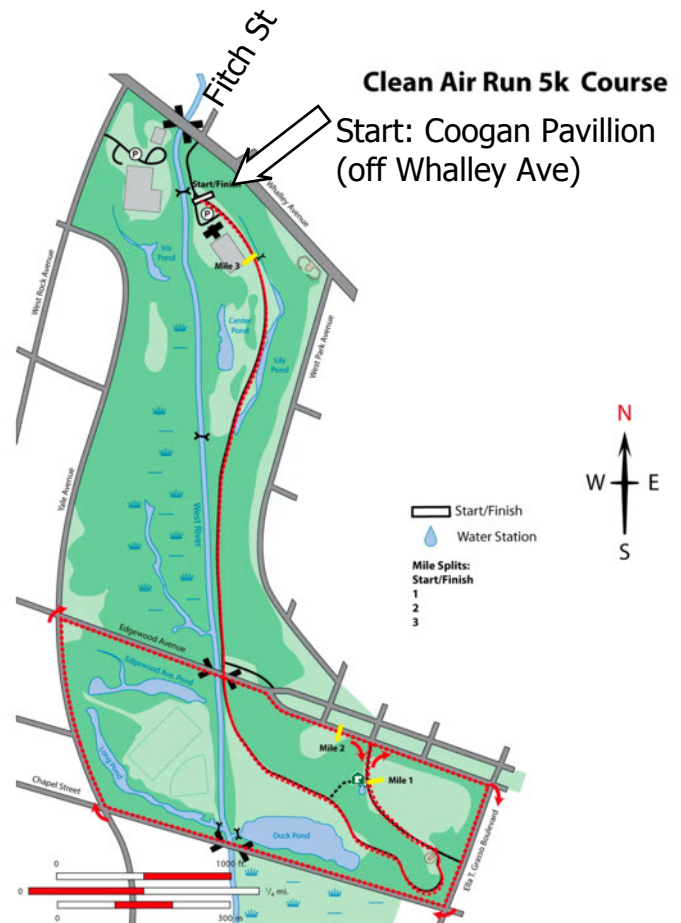 Fitch St
Clean Air Run 5k Course
Start: Coogan Pavillion
(off Whalley Ave)
P
Start/Finish
P
Whalley Avenue
Iris
Pond
Mile 3
West Rock Avenue
Center
Pond
Lily
Pond
West Park Avenue
N
W
E
S
Yale Avenue
West River
Start/Finish
Water Station
Mile Splits:
Start/Finish
1
2
3
Edgewood Avenue
Edgewood Ave. Pond
Long Pond
Mile 2
Mile 1
Chapel Street
Duck Pond
Ella T. Grasso Boulevard
0
1000 ft.
0
1/4 mi.
0
300 m